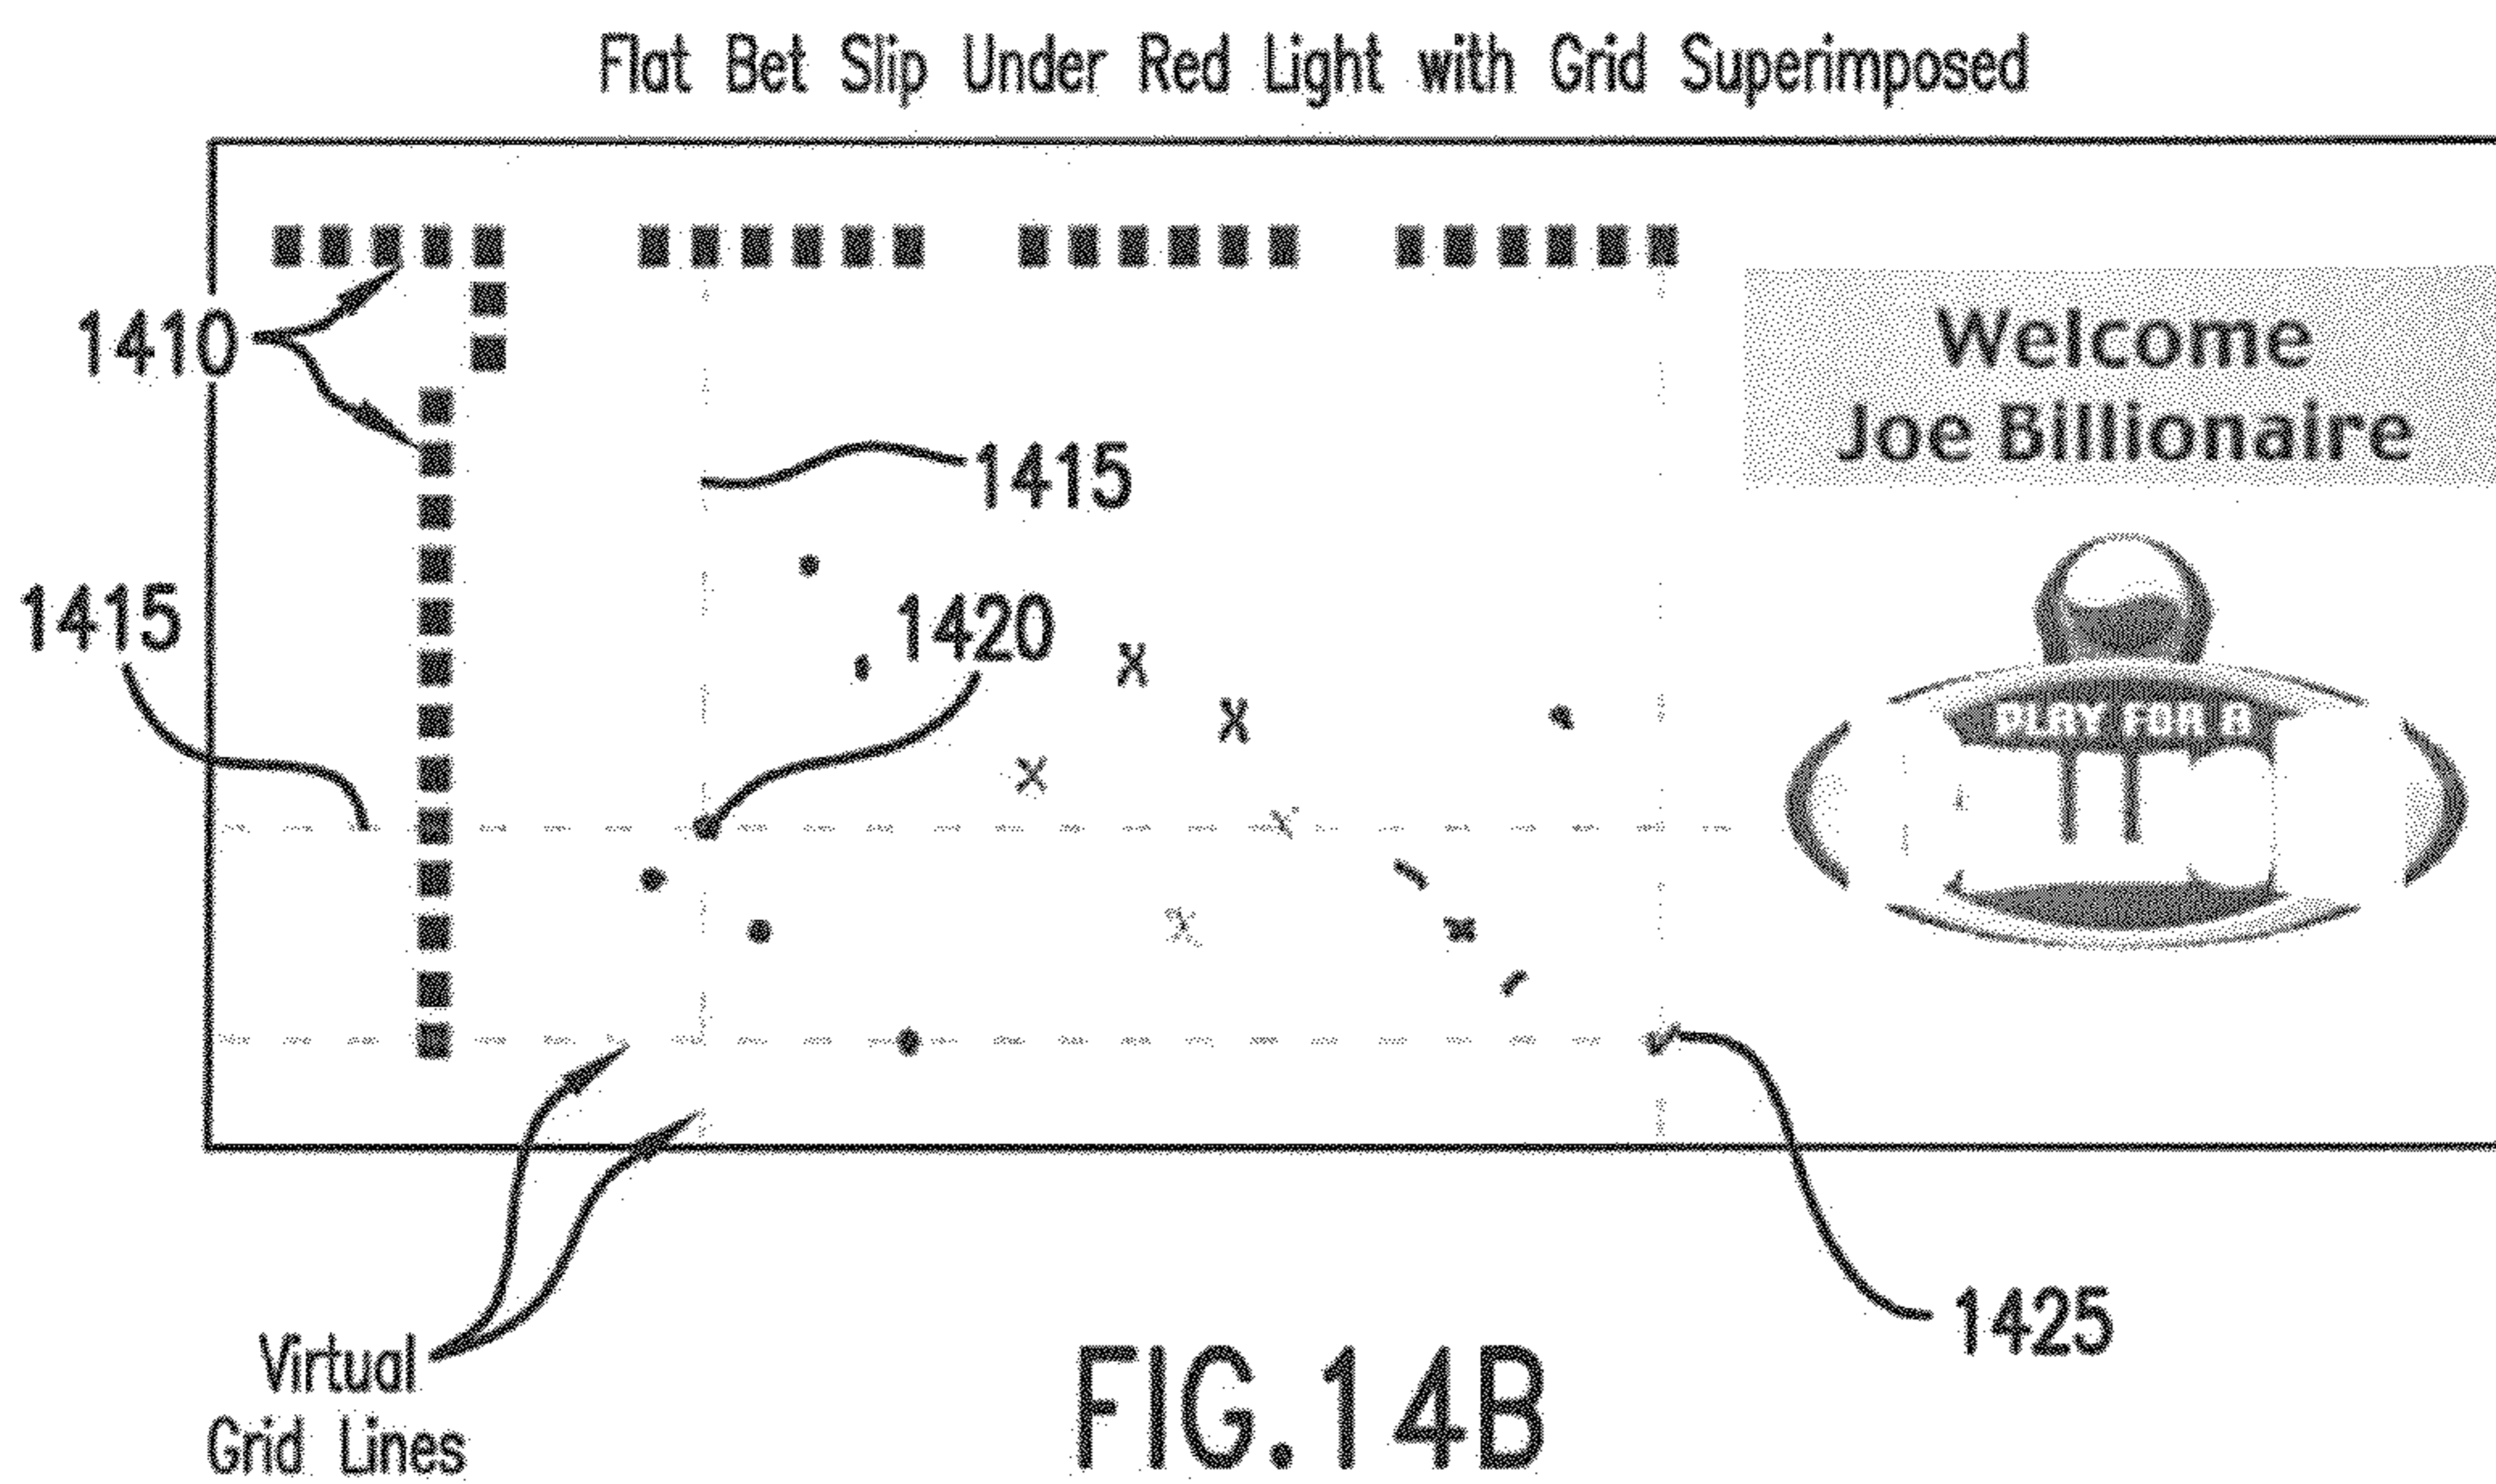 Flat Bet Slip Under Red Light with Grid Superimposed
1410
Welcome
Joe Billionaire
1415
1415
1420
PLAY FOR A
1425
Virtual
Grid Lines
FIG.14B